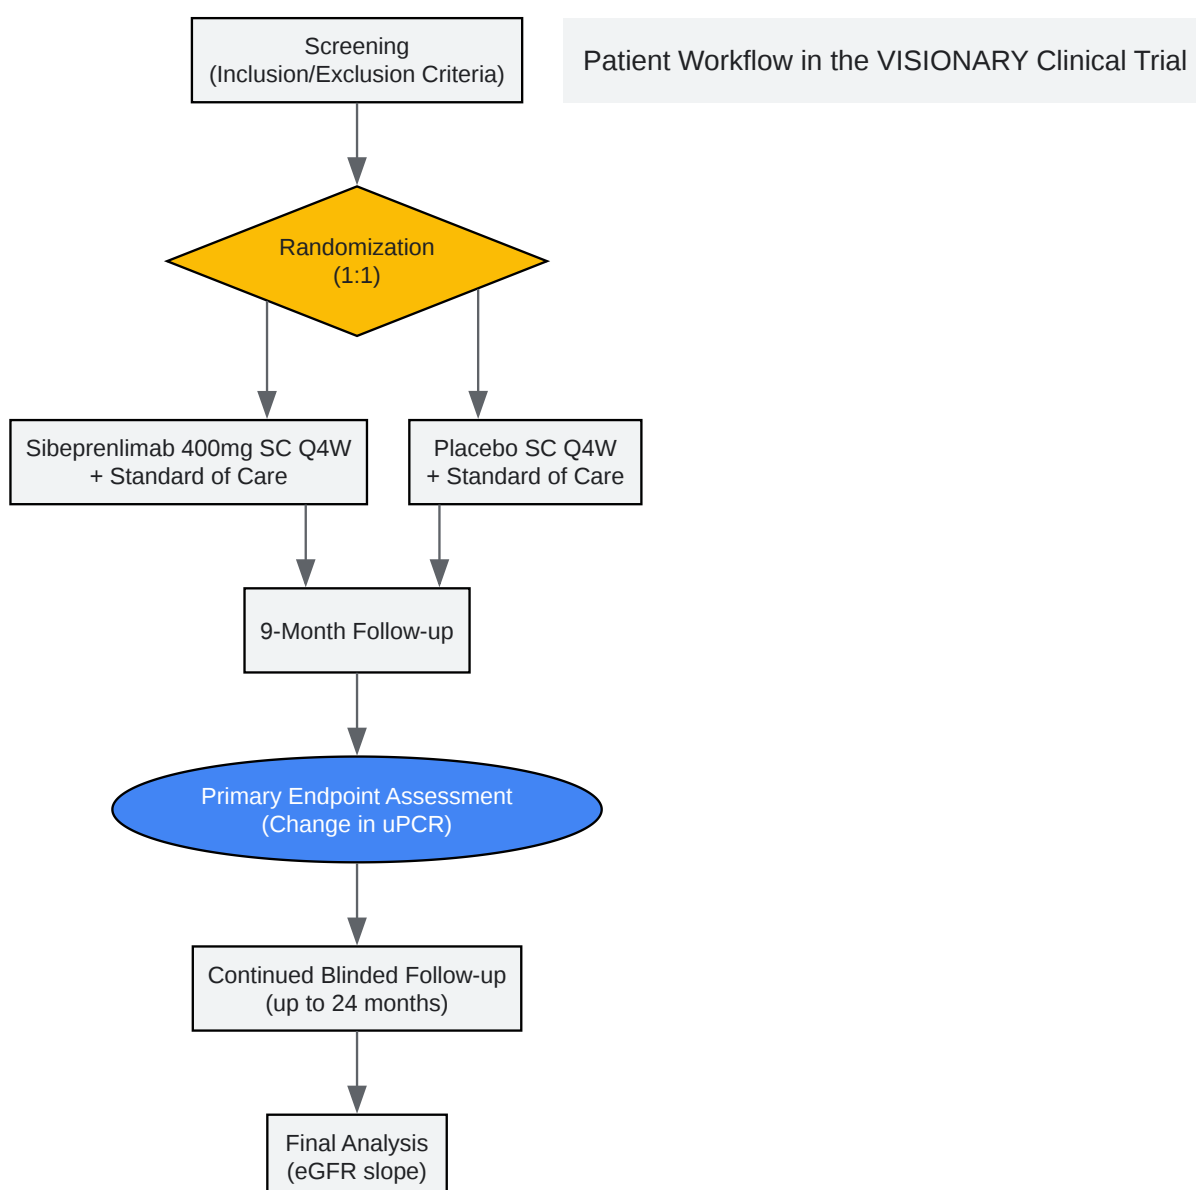 Screening
(Inclusion/Exclusion Criteria)
Patient Workflow in the VISIONARY Clinical Trial
Randomization
(1:1)
Sibeprenlimab 400mg SC Q4W
+ Standard of Care
Placebo SC Q4W
+ Standard of Care
9-Month Follow-up
Primary Endpoint Assessment
(Change in uPCR)
Continued Blinded Follow-up
(up to 24 months)
Final Analysis
(eGFR slope)